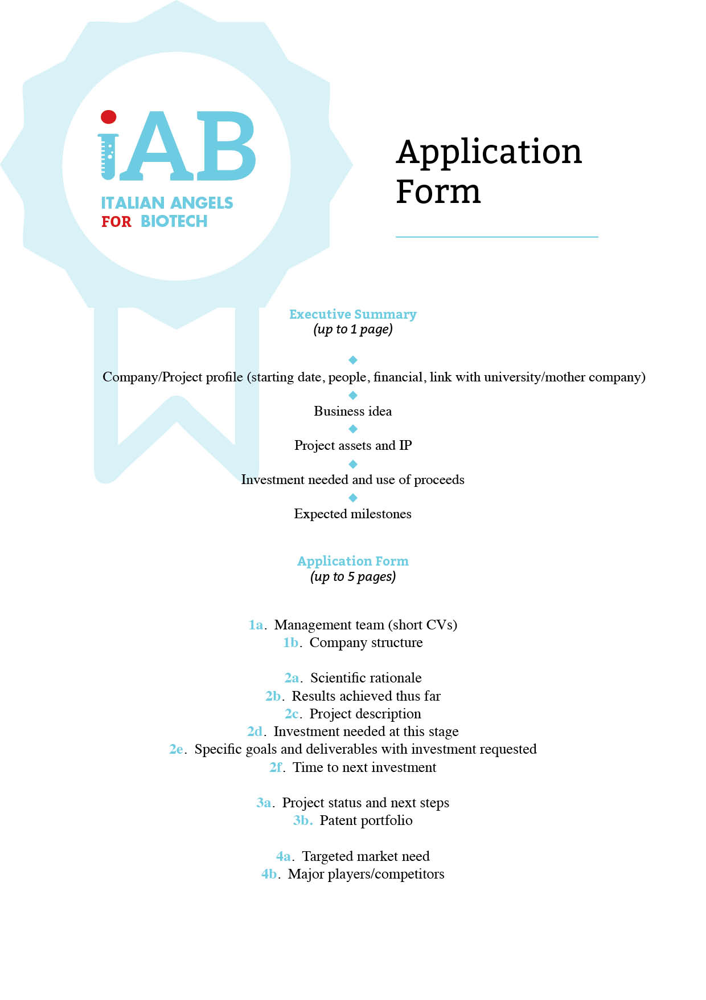 iAB
ITALIAN ANGELS
FOR BIOTECH
Application
Form
Executive Summary
(up to 1 page)
Company/Project profile (starting date, people, financial, link with university/mother company)
Business idea
Project assets and IP
Investment needed and use of proceeds
Expected milestones
Application Form
(up to 5 pages)
1a. Management team (short CVs)
1b. Company structure
2a. Scientific rationale
2b. Results achieved thus far
2c. Project description
2d. Investment needed at this stage
2e. Specific goals and deliverables with investment requested
2f. Time to next investment
3a. Project status and next steps
3b. Patent portfolio
4a. Targeted market need
4b. Major players/competitors